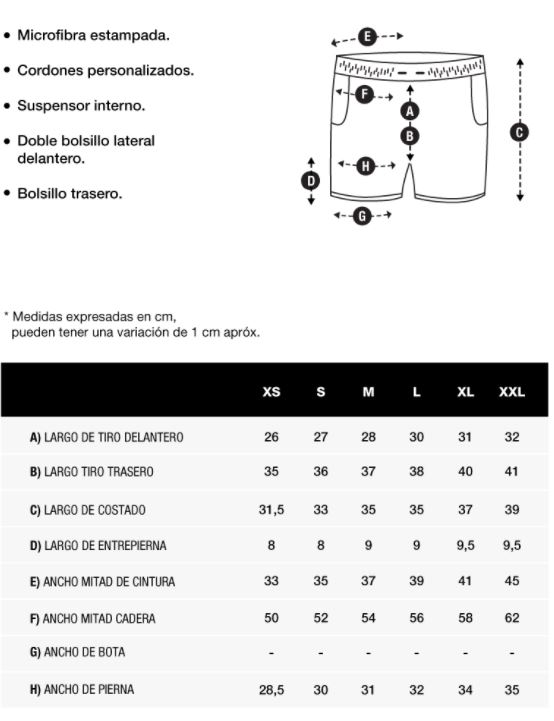 Microfibra estampada.
Cordones personalizados.
Suspensor interno.
Doble bolsillo lateral
delantero.
Bolsillo trasero.
E
F
A
B
C
H
D
G
* Medidas expresadas en cm,
pueden tener una variación de 1 cm apróx.
XS S M L XL XXL
A) LARGO DE TIRO DELANTERO 26 27 28 30 31 32
B) LARGO TIRO TRASERO 35 36 37 38 40 41
C) LARGO DE COSTADO 31,5 33 35 35 37 39
D) LARGO DE ENTREPIERNA 8 8 9 9 9,5 9,5
E) ANCHO MITAD DE CINTURA 33 35 37 39 41 45
F) ANCHO MITAD CADERA 50 52 54 56 58 62
G) ANCHO DE BOTA - - - - - -
H) ANCHO DE PIERNA 28,5 30 31 32 34 35